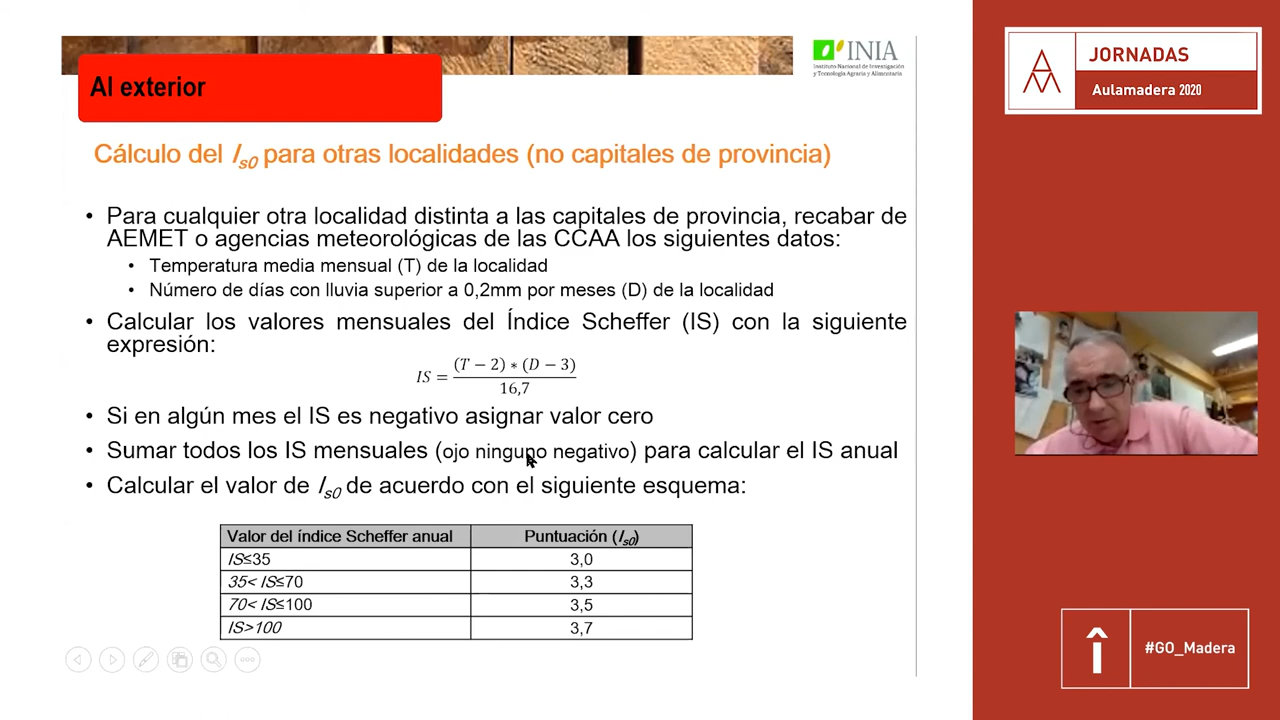 Al exterior
INIA
Instituto Nacional de Investigación
y Tecnología Agraria y Alimentaria
JORNADAS
Aulamadera 2020
Cálculo del Is0 para otras localidades (no capitales de provincia)
• Para cualquier otra localidad distinta a las capitales de provincia, recabar de
AEMET o agencias meteorológicas de las CCAA los siguientes datos:
• Temperatura media mensual (T) de la localidad
• Número de días con lluvia superior a 0,2mm por meses (D) de la localidad
• Calcular los valores mensuales del Índice Scheffer (IS) con la siguiente
expresión:
IS = (T − 2) ∗ (D − 3) / 16,7
• Si en algún mes el IS es negativo asignar valor cero
• Sumar todos los IS mensuales (ojo ninguno negativo) para calcular el IS anual
• Calcular el valor de Is0 de acuerdo con el siguiente esquema:
Valor del índice Scheffer anual Puntuación (Is0)
IS≤35 3,0
35< IS≤70 3,3
70< IS≤100 3,5
IS>100 3,7
#GO_Madera